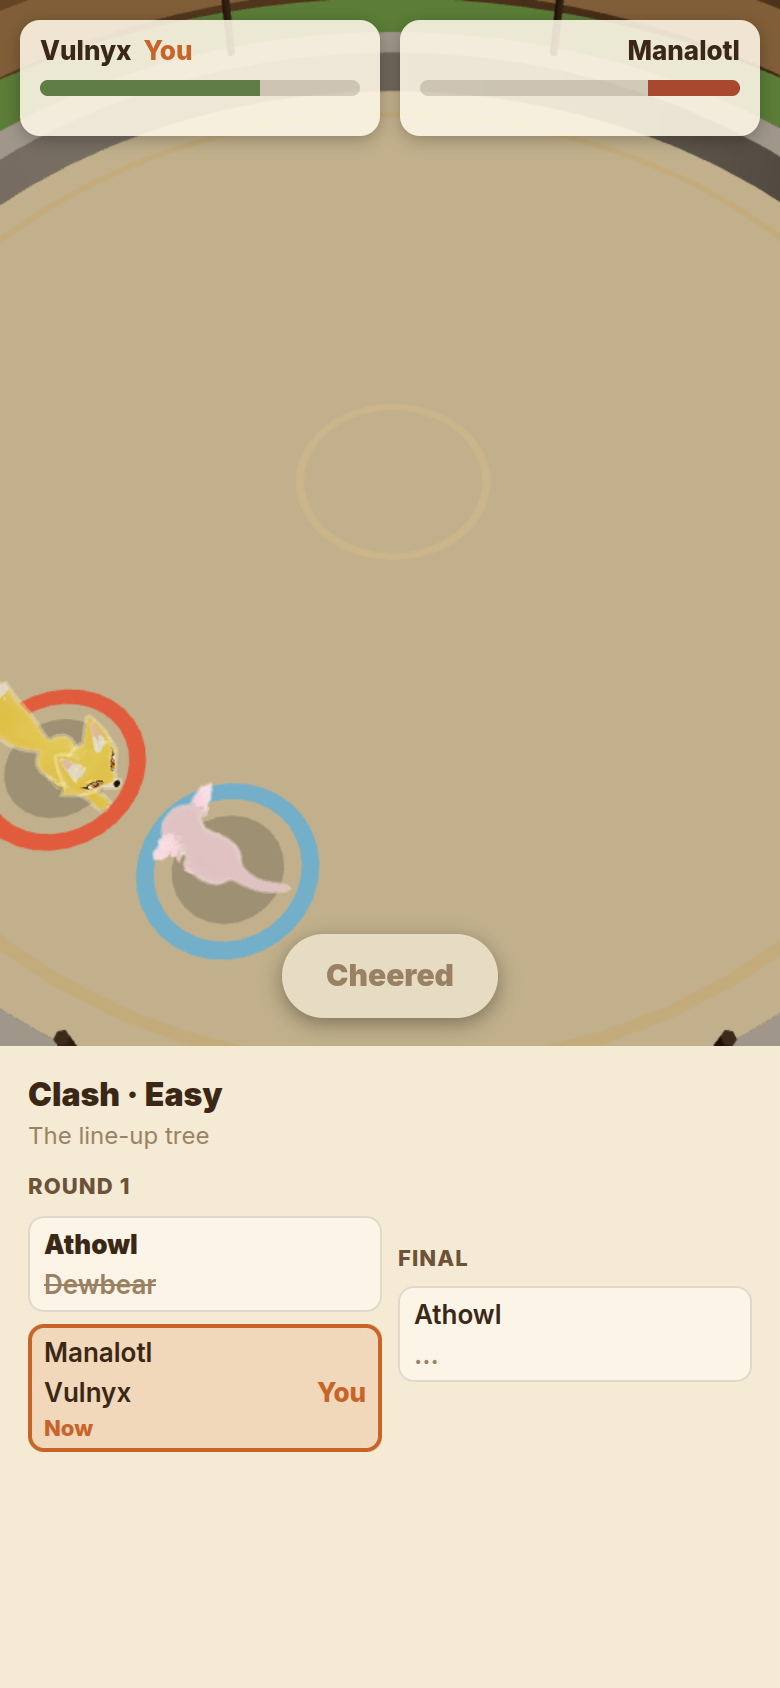 Vulnyx You
Manalotl
Cheered
Clash · Easy
The line-up tree
ROUND 1
Athowl
Dewbear
Manalotl
Vulnyx You
Now
FINAL
Athowl
...